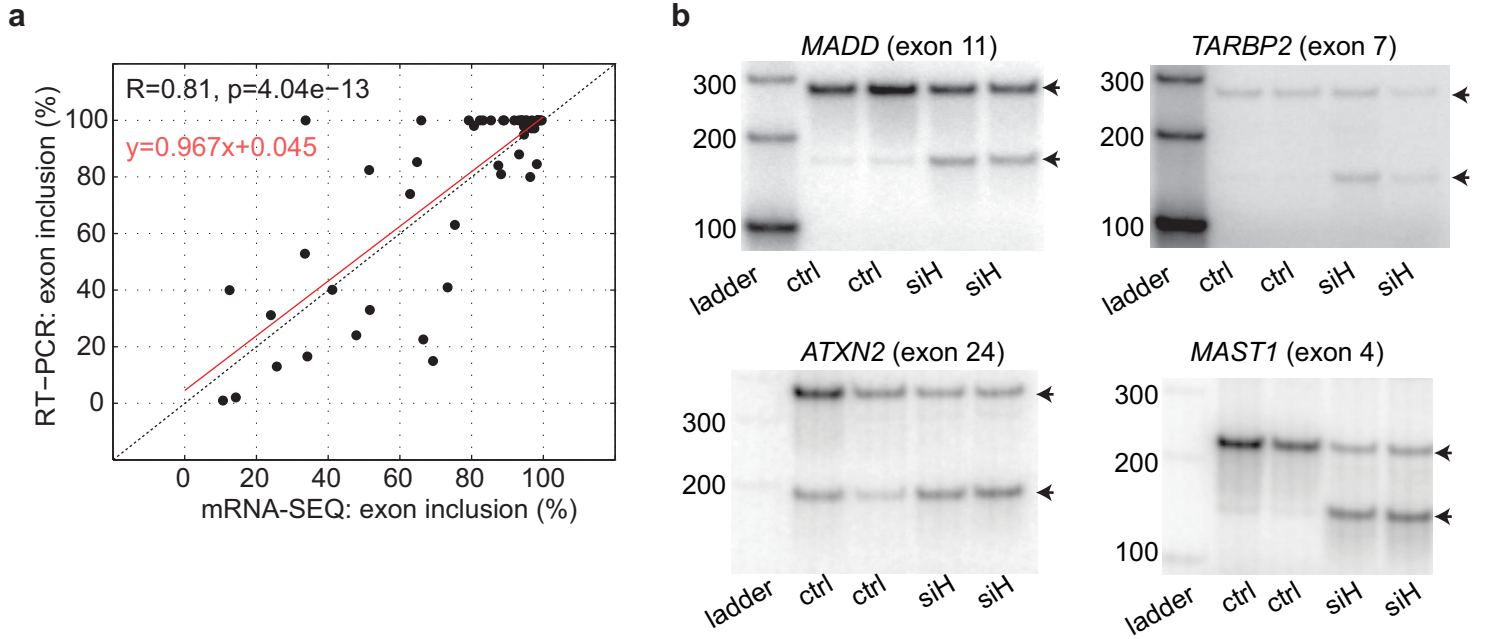 a
R=0.81, p=4.04e−13
y=0.967x+0.045
RT−PCR: exon inclusion (%)
100
80
60
40
20
0
0 20 40 60 80 100
mRNA-SEQ: exon inclusion (%)
b
MADD (exon 11)
300
200
100
ladder ctrl ctrl siH siH
TARBP2 (exon 7)
300
200
100
ladder ctrl ctrl siH siH
ATXN2 (exon 24)
300
200
ladder ctrl ctrl siH siH
MAST1 (exon 4)
300
200
100
ladder ctrl ctrl siH siH